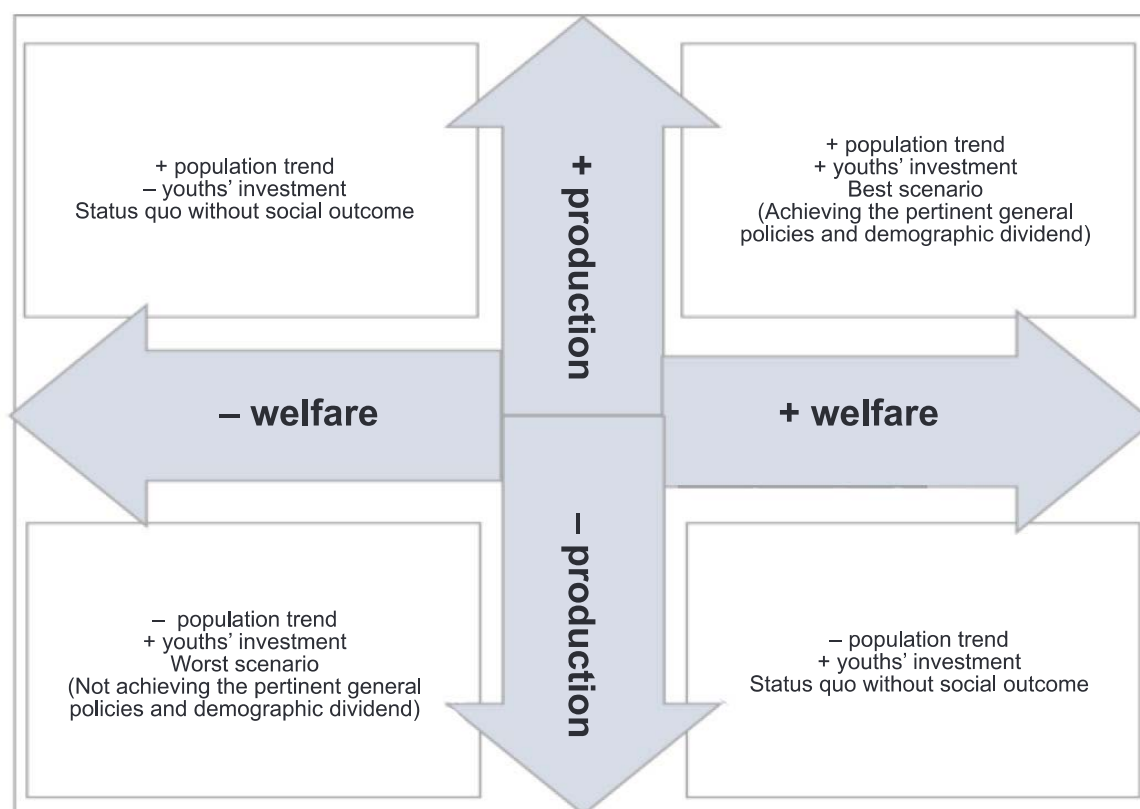 + population trend
– youths' investment
Status quo without social outcome
+ production
+ population trend
+ youths' investment
Best scenario
(Achieving the pertinent general
policies and demographic dividend)
– welfare
+ welfare
– population trend
+ youths' investment
Worst scenario
(Not achieving the pertinent general
policies and demographic dividend)
– production
– population trend
+ youths' investment
Status quo without social outcome